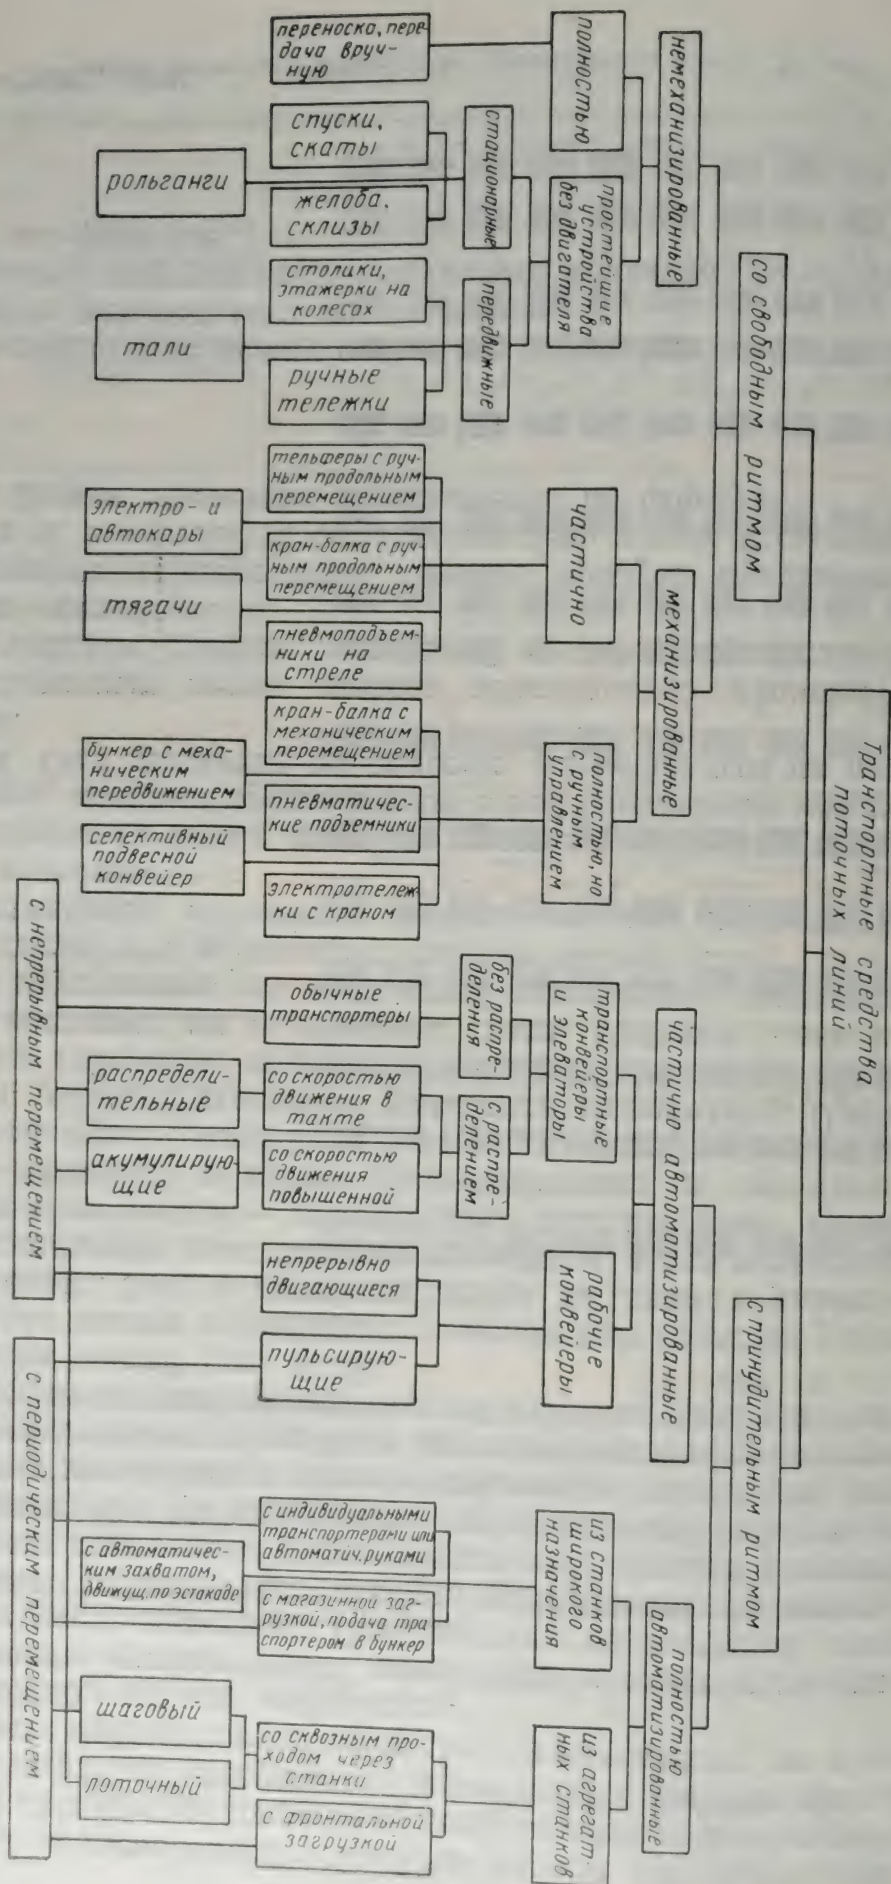 Транспортные средства
поточных линий
со свободным ритмом
с принудительным ритмом
немеханизированные
механизированные
частично автоматизированные
полностью
автоматизированные
полностью
простейшие
устройства
без двигателя
частично
полностью, но
с ручным
управлением
транспортные
конвейеры
и элеваторы
рабочие
конвейеры
из станков
широкого
назначения
из агрегат-
ных станков
стационарные
передвижные
без распре-
деления
с распре-
делением
переноска, пере
дача вруч-
ную
спуски,
скаты
желоба,
склизы
столики,
этажерки на
колесах
ручные
тележки
тельферы с руч-
ным продольным
перемещением
кран-балка с руч-
ным продольным
перемещением
пневмоподъем-
ники на
стреле
кран-балка с
механическим
перемещением
пневматичес-
кие подъемники
электротележ-
ки с краном
обычные
транспортеры
со скоростью
движения в
такте
со скоростью
движения
повышенной
непрерывно
двигающиеся
пульсирую-
щие
с индивидуальными
транспортерами или
автоматич. руками
с магазинной заг-
рузкой, подача тра
спортером в бункер
со сквозным про-
ходом через
станки
с фронтальной
загрузкой
рольганги
тали
электро- и
автокары
тягачи
бункер с меха-
ническим
передвижением
селективный
подвесной
конвейер
распредели-
тельные
акумулирую-
щие
с автоматичес-
ким захватом,
движущ. по эстакаде
шаговый
лоточный
с непрерывным перемещением
с периодическим перемещением